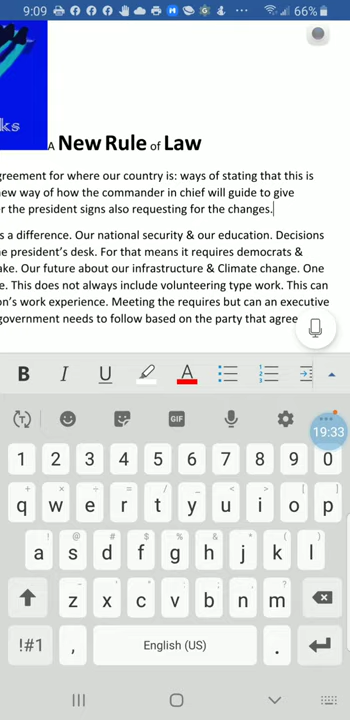 9:09 66%
ks
A New Rule of Law
greement for where our country is: ways of stating that this is
ew way of how the commander in chief will guide to give
r the president signs also requesting for the changes.
s a difference. Our national security & our education. Decisions
e president's desk. For that means it requires democrats &
ake. Our future about our infrastructure & Climate change. One
e. This does not always include volunteering type work. This can
on's work experience. Meeting the requires but can an executive
government needs to follow based on the party that agree
B I U A
T GIF
19:33
1 2 3 4 5 6 7 8 9 0
q w e r t y u i o p
a s d f g h j k l
z x c v b n m
!#1 , English (US) .